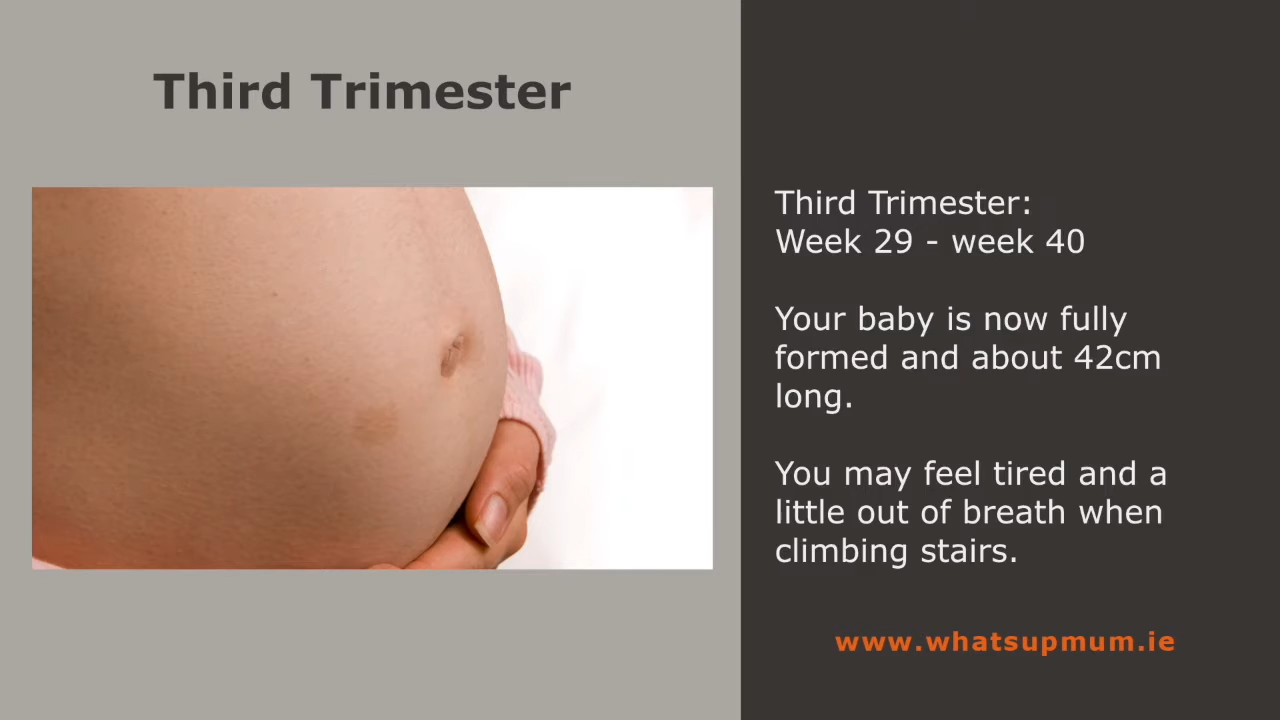 Third Trimester
Third Trimester:
Week 29 - week 40
Your baby is now fully
formed and about 42cm
long.
You may feel tired and a
little out of breath when
climbing stairs.
www.whatsupmum.ie